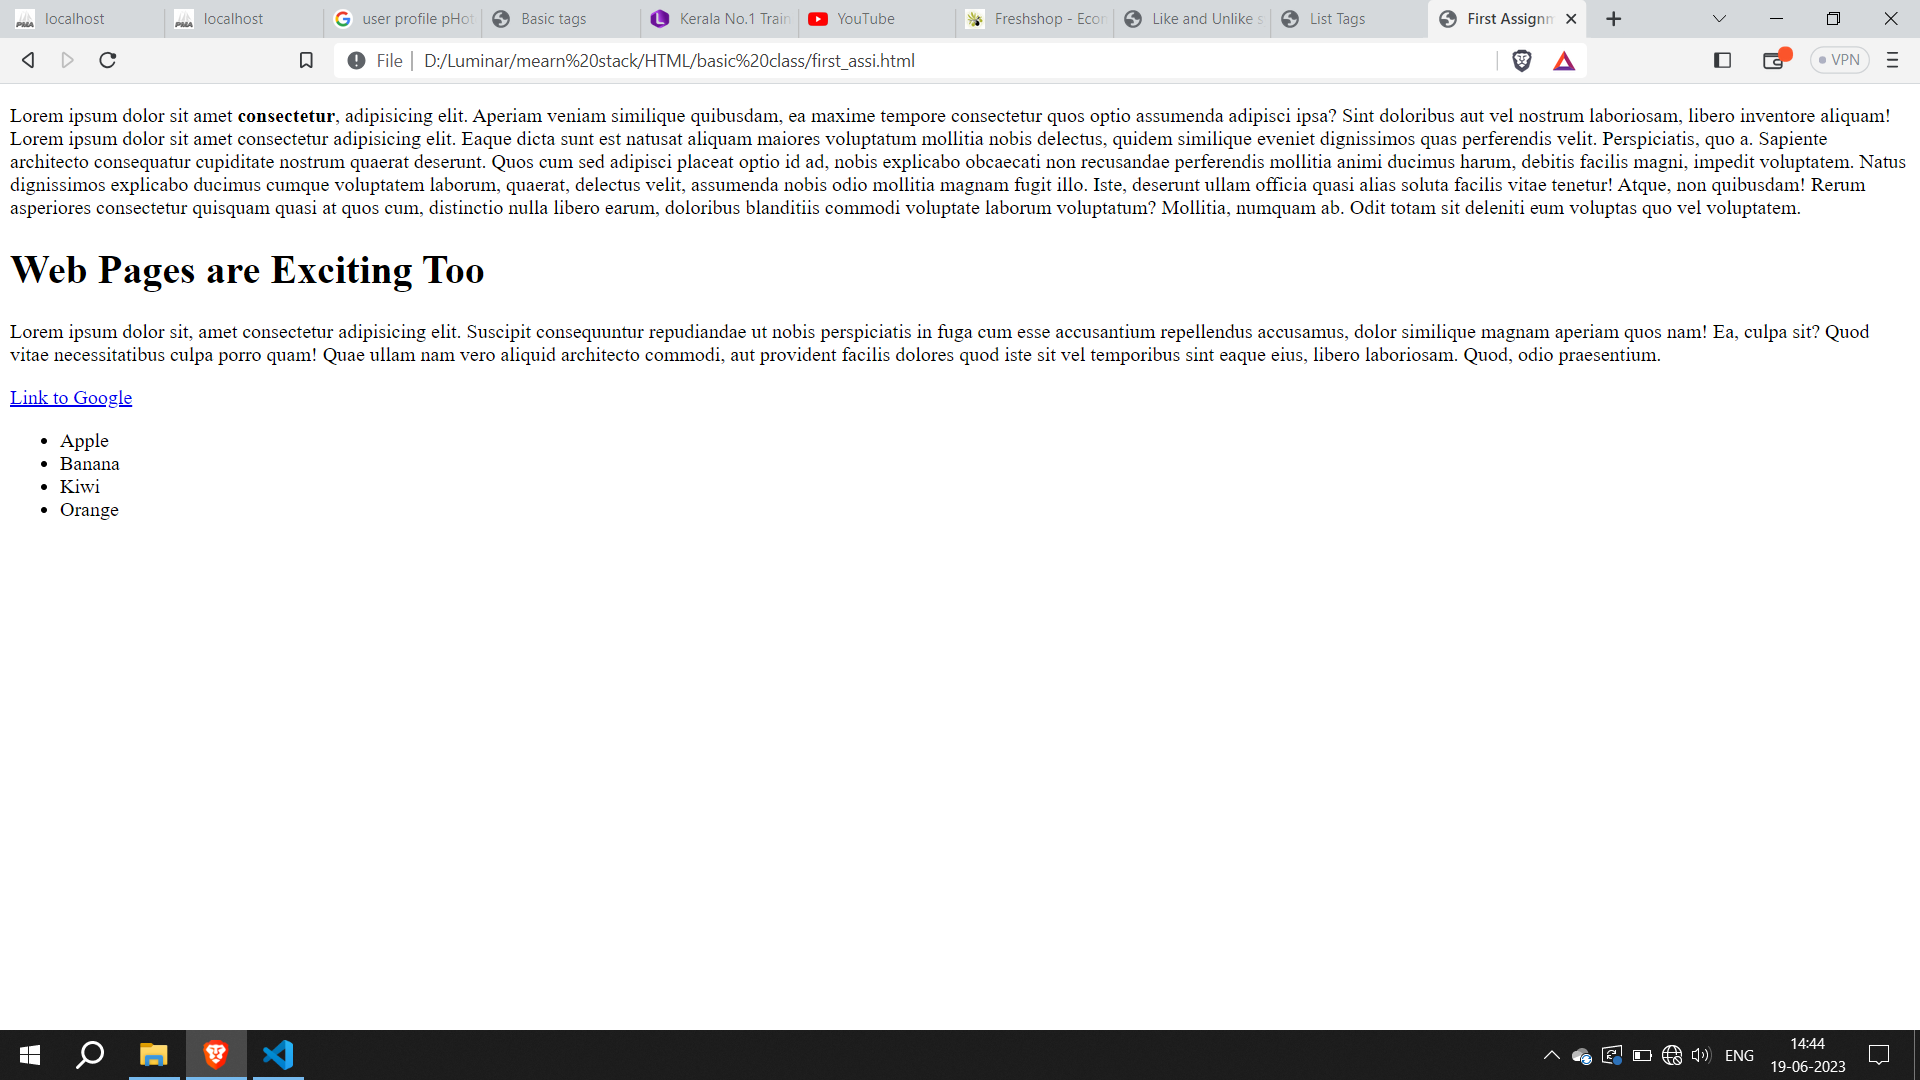 localhost
localhost
user profile pHot
Basic tags
Kerala No.1 Train
YouTube
Freshshop - Econ
Like and Unlike s
List Tags
First Assignm
File | D:/Luminar/mearn%20stack/HTML/basic%20class/first_assi.html
VPN
Lorem ipsum dolor sit amet consectetur, adipisicing elit. Aperiam veniam similique quibusdam, ea maxime tempore consectetur quos optio assumenda adipisci ipsa? Sint doloribus aut vel nostrum laboriosam, libero inventore aliquam!
Lorem ipsum dolor sit amet consectetur adipisicing elit. Eaque dicta sunt est natusat aliquam maiores voluptatum mollitia nobis delectus, quidem similique eveniet dignissimos quas perferendis velit. Perspiciatis, quo a. Sapiente
architecto consequatur cupiditate nostrum quaerat deserunt. Quos cum sed adipisci placeat optio id ad, nobis explicabo obcaecati non recusandae perferendis mollitia animi ducimus harum, debitis facilis magni, impedit voluptatem. Natus
dignissimos explicabo ducimus cumque voluptatem laborum, quaerat, delectus velit, assumenda nobis odio mollitia magnam fugit illo. Iste, deserunt ullam officia quasi alias soluta facilis vitae tenetur! Atque, non quibusdam! Rerum
asperiores consectetur quisquam quasi at quos cum, distinctio nulla libero earum, doloribus blanditiis commodi voluptate laborum voluptatum? Mollitia, numquam ab. Odit totam sit deleniti eum voluptas quo vel voluptatem.
Web Pages are Exciting Too
Lorem ipsum dolor sit, amet consectetur adipisicing elit. Suscipit consequuntur repudiandae ut nobis perspiciatis in fuga cum esse accusantium repellendus accusamus, dolor similique magnam aperiam quos nam! Ea, culpa sit? Quod
vitae necessitatibus culpa porro quam! Quae ullam nam vero aliquid architecto commodi, aut provident facilis dolores quod iste sit vel temporibus sint eaque eius, libero laboriosam. Quod, odio praesentium.
Link to Google
Apple
Banana
Kiwi
Orange
ENG
14:44
19-06-2023